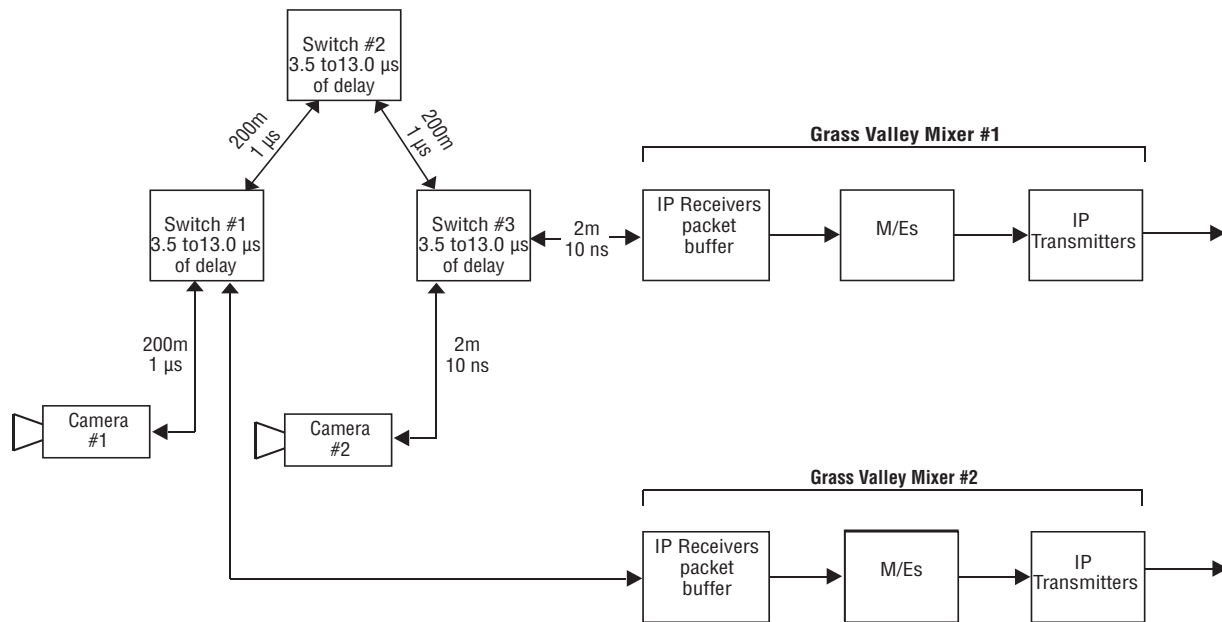 Switch #2
3.5 to13.0 µs
of delay
200m
1 µs
200m
1 µs
Grass Valley Mixer #1
Switch #1
3.5 to13.0 µs
of delay
Switch #3
3.5 to13.0 µs
of delay
2m
10 ns
IP Receivers
packet
buffer
M/Es
IP
Transmitters
200m
1 µs
2m
10 ns
Camera
#1
Camera
#2
Grass Valley Mixer #2
IP Receivers
packet
buffer
M/Es
IP
Transmitters